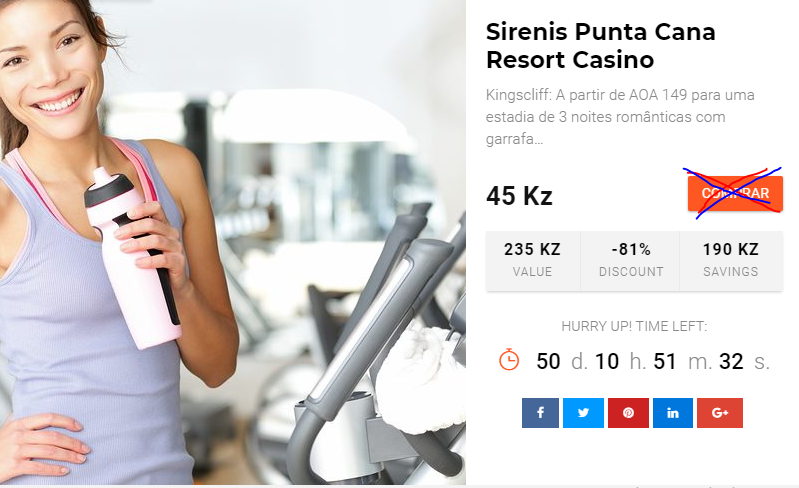 Sirenis Punta Cana
Resort Casino
Kingscliff: A partir de AOA 149 para uma
estadia de 3 noites românticas com
garrafa...
45 Kz
COMPRAR
235 KZ -81% 190 KZ
VALUE DISCOUNT SAVINGS
HURRY UP! TIME LEFT:
50 d. 10 h. 51 m. 32 s.
f in G+